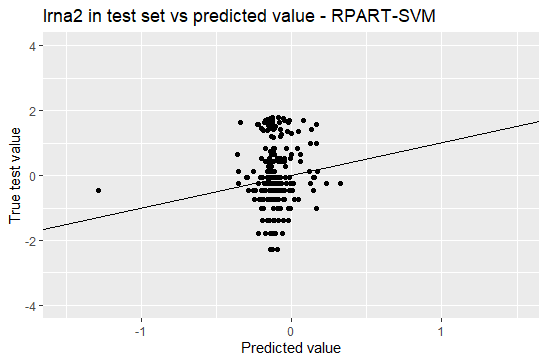 lrna2 in test set vs predicted value - RPART-SVM
4
2
0
-2
-4
True test value
-1
0
1
Predicted value